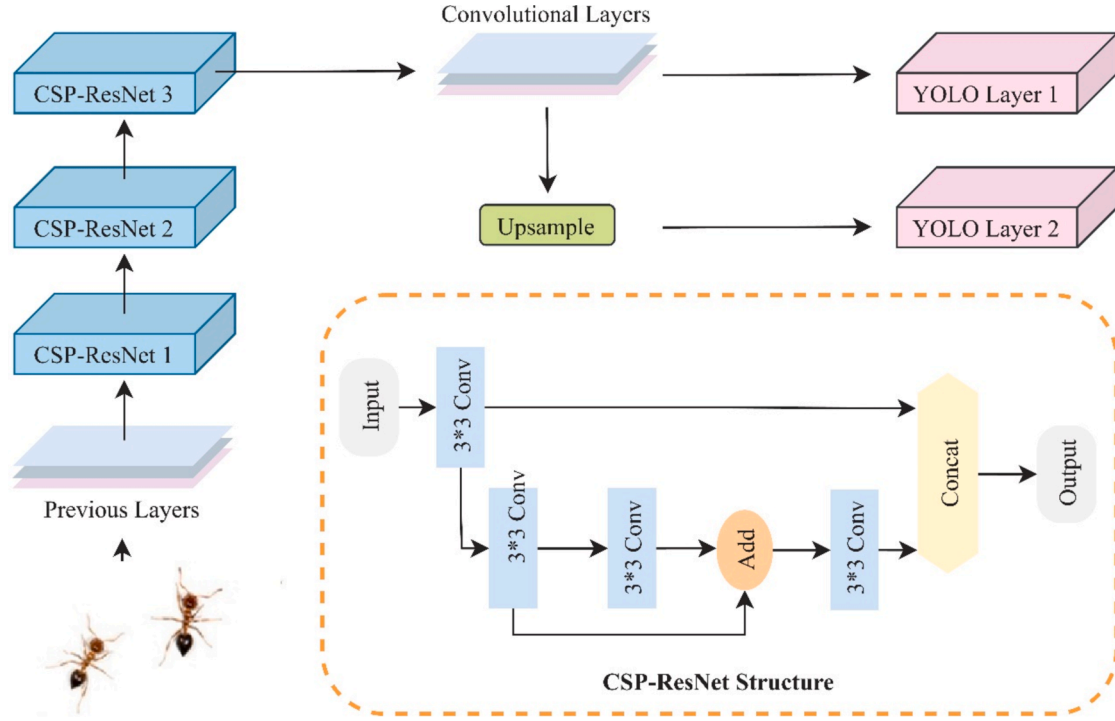 Convolutional Layers
CSP-ResNet 3
YOLO Layer 1
CSP-ResNet 2
Upsample
YOLO Layer 2
CSP-ResNet 1
Previous Layers
Input
3*3 Conv
3*3 Conv
3*3 Conv
Add
3*3 Conv
Concat
Output
CSP-ResNet Structure